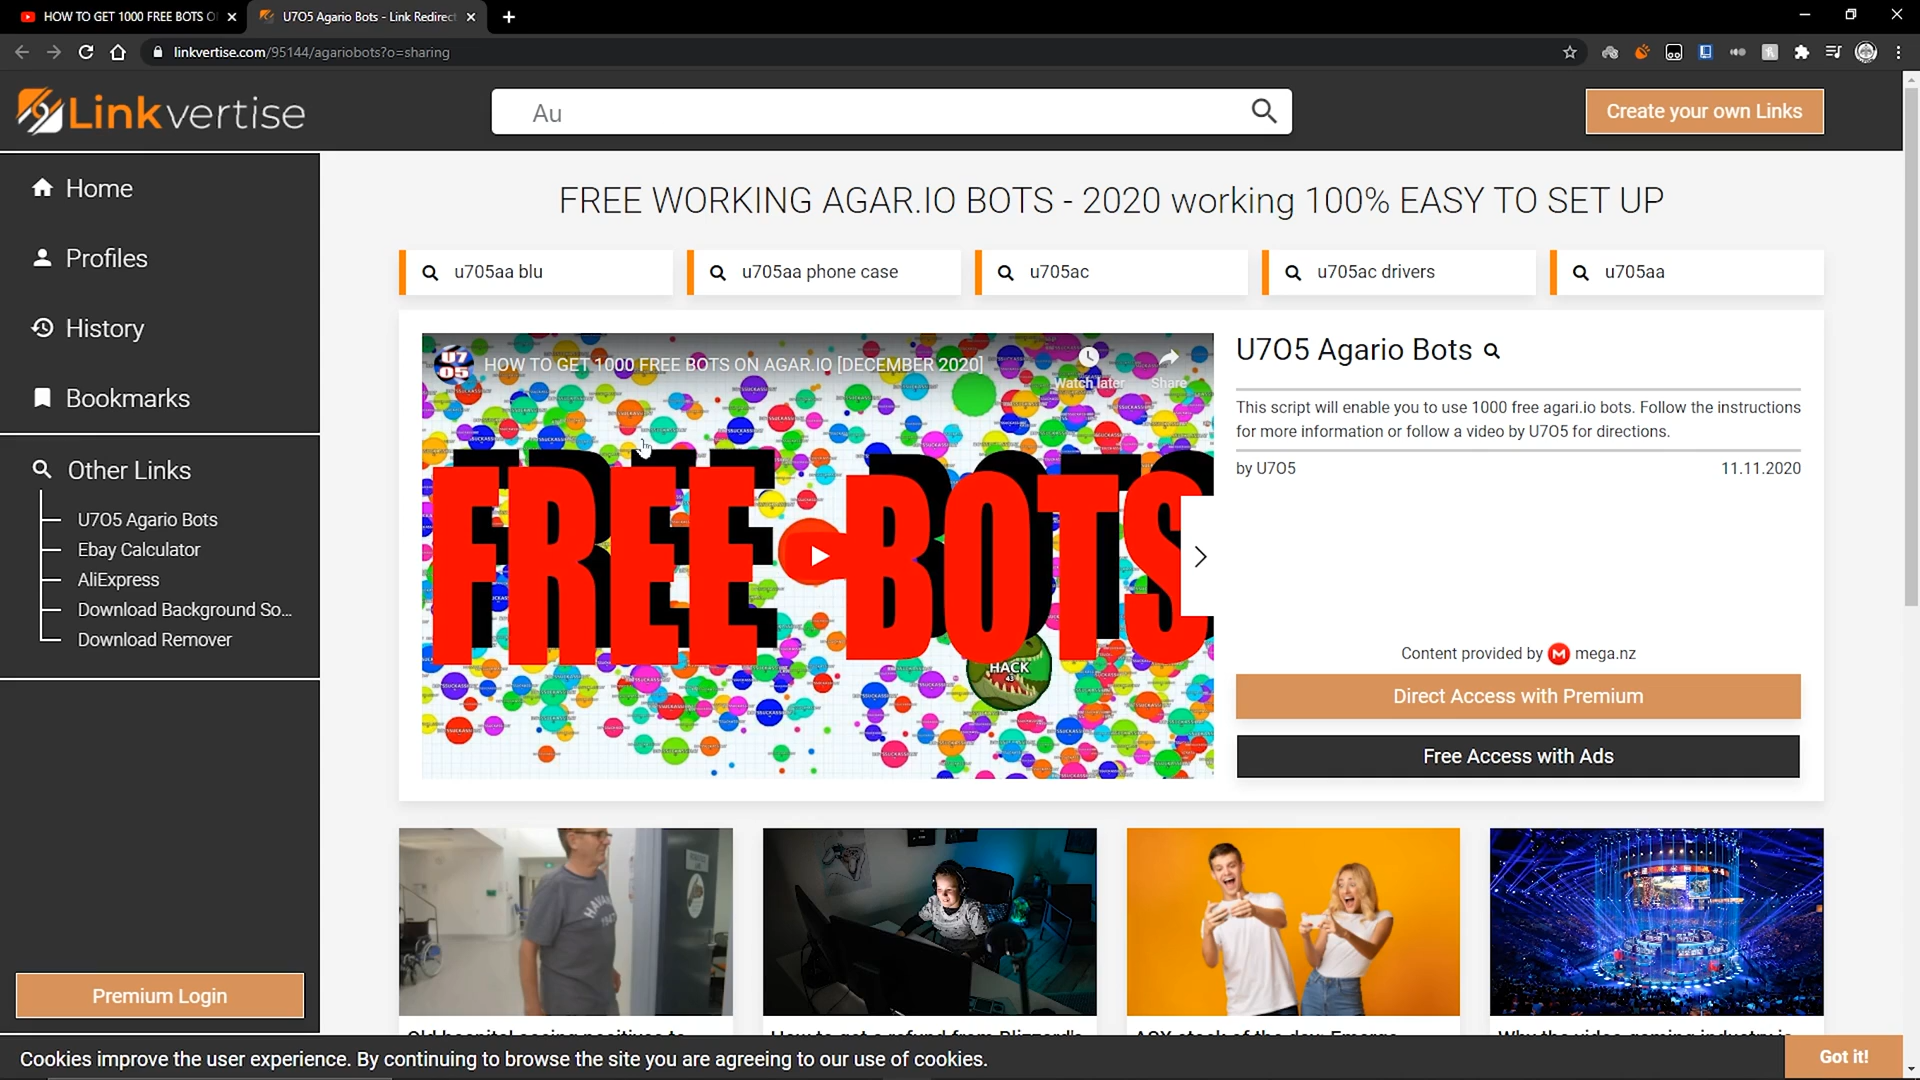 HOW TO GET 1000 FREE BOTS O
U7O5 Agario Bots - Link Redirect
linkvertise.com/95144/agariobots?o=sharing
Linkvertise
Au
Create your own Links
Home
Profiles
History
Bookmarks
Other Links
U7O5 Agario Bots
Ebay Calculator
AliExpress
Download Background So...
Download Remover
Premium Login
FREE WORKING AGAR.IO BOTS - 2020 working 100% EASY TO SET UP
u705aa blu
u705aa phone case
u705ac
u705ac drivers
u705aa
U7
05
HOW TO GET 1000 FREE BOTS ON AGAR.IO [DECEMBER 2020]
Watch later
Share
FREE BOTS
HACK
43
U7O5 Agario Bots
This script will enable you to use 1000 free agari.io bots. Follow the instructions
for more information or follow a video by U7O5 for directions.
by U7O5
11.11.2020
Content provided by M mega.nz
Direct Access with Premium
Free Access with Ads
Cookies improve the user experience. By continuing to browse the site you are agreeing to our use of cookies.
Got it!